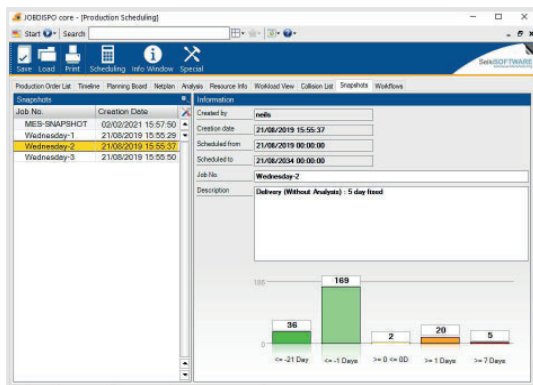 JOBDISPO core - [Production Scheduling]
Start Search
Save Load Print Scheduling Info Window Special
SeikiSOFTWARE
Production Order List Timeline Planning Board Netplan Analysis Resource Info Workload View Collision List Snapshots Workflows
Snapshots
Job No. Creation Date
MES-SNAPSHOT 02/02/2021 15:57:50
Wednesday-1 21/08/2019 15:55:29
Wednesday-2 21/08/2019 15:55:37
Wednesday-3 21/08/2019 15:55:50
Information
Created by neils
Creation date 21/08/2019 15:55:37
Scheduled from 21/08/2019 00:00:00
Scheduled to 21/08/2034 00:00:00
Job No. Wednesday-2
Description Delivery (Without Analysis) : 5 day fixed
169
36
2
20
5
0
<= -21 Day <= -1 Days >= 0 <= 0D >= 1 Days >= 7 Days